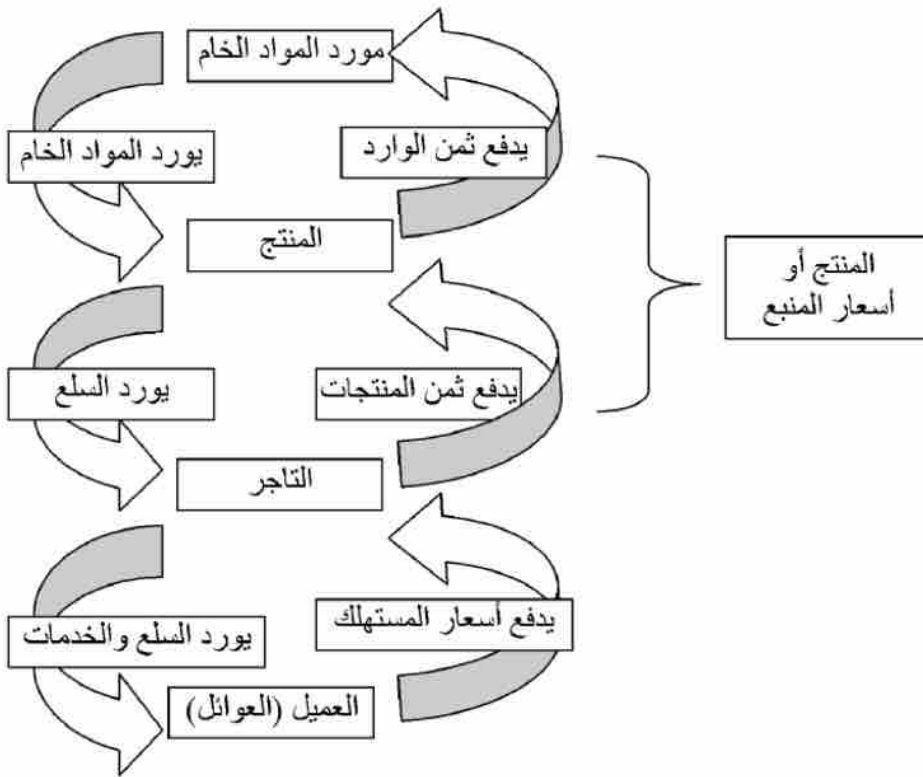 مورد المواد الخام
يورد المواد الخام
يدفع ثمن الوارد
المنتج
المنتج أو
أسعار المنبع
يورد السلع
يدفع ثمن المنتجات
التاجر
يورد السلع والخدمات
يدفع أسعار المستهلك
العميل (العوائل)